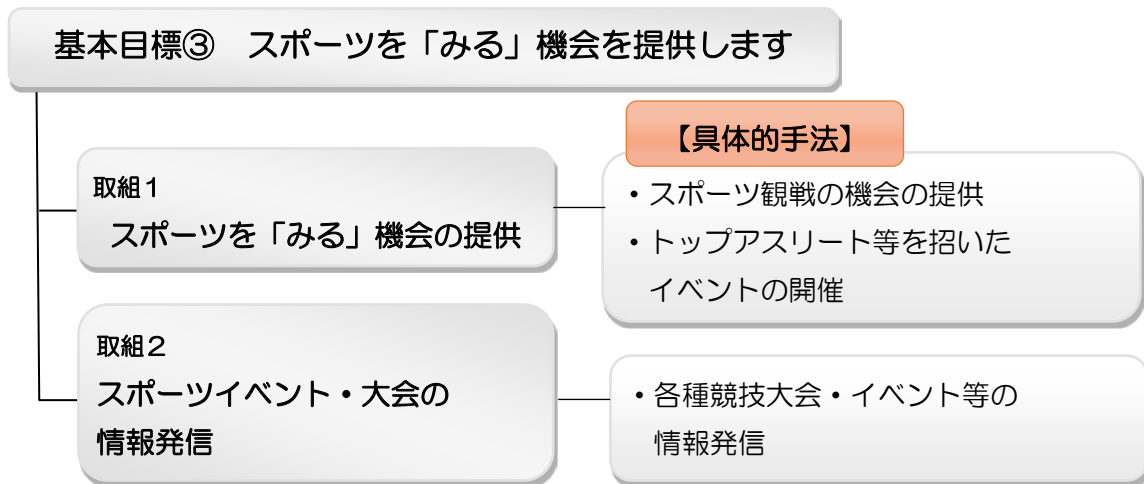 基本目標③　スポーツを「みる」機会を提供します
【具体的手法】
取組１
スポーツを「みる」機会の提供
・スポーツ観戦の機会の提供
・トップアスリート等を招いた
イベントの開催
取組２
スポーツイベント・大会の
情報発信
・各種競技大会・イベント等の
情報発信